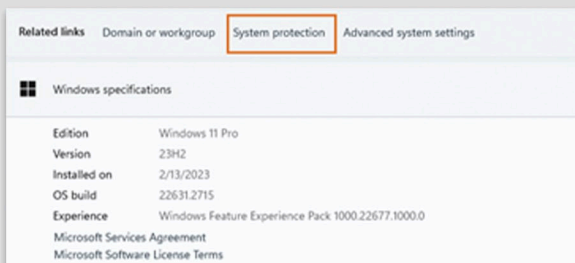 Related links Domain or workgroup System protection Advanced system settings
Windows specifications
Edition Windows 11 Pro
Version 23H2
Installed on 2/13/2023
OS build 22631.2715
Experience Windows Feature Experience Pack 1000.22677.1000.0
Microsoft Services Agreement
Microsoft Software License Terms